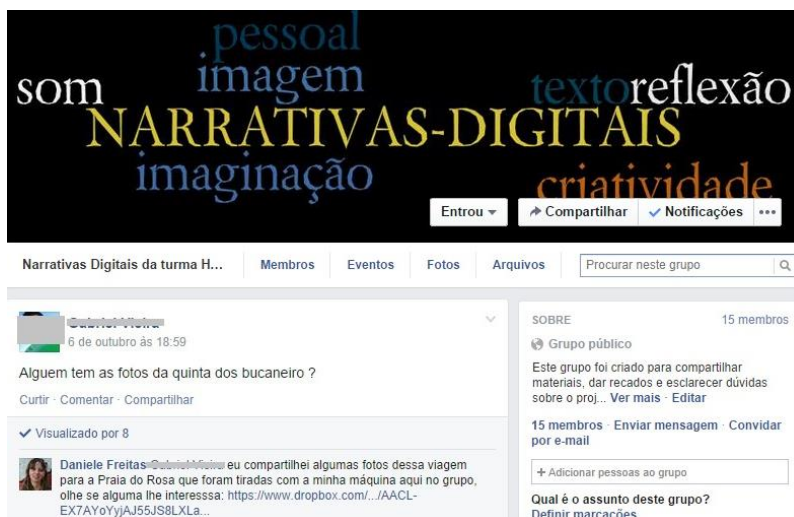 pessoal
som imagem textoreflexão
NARRATIVAS-DIGITAIS
imaginação criatividade
Entrou Compartilhar Notificações
Narrativas Digitais da turma H... Membros Eventos Fotos Arquivos Procurar neste grupo
6 de outubro às 18:59
Alguem tem as fotos da quinta dos bucaneiro ?
Curtir · Comentar · Compartilhar
Visualizado por 8
Daniele Freitas eu compartilhei algumas fotos dessa viagem
para a Praia do Rosa que foram tiradas com a minha máquina aqui no grupo,
olhe se alguma lhe interesssa: https://www.dropbox.com/.../AACL-
EX7AYoYyjAJ55JS8LXLa...
SOBRE 15 membros
Grupo público
Este grupo foi criado para compartilhar
materiais, dar recados e esclarecer dúvidas
sobre o proj... Ver mais · Editar
15 membros · Enviar mensagem · Convidar
por e-mail
+ Adicionar pessoas ao grupo
Qual é o assunto deste grupo?
Definir marcações